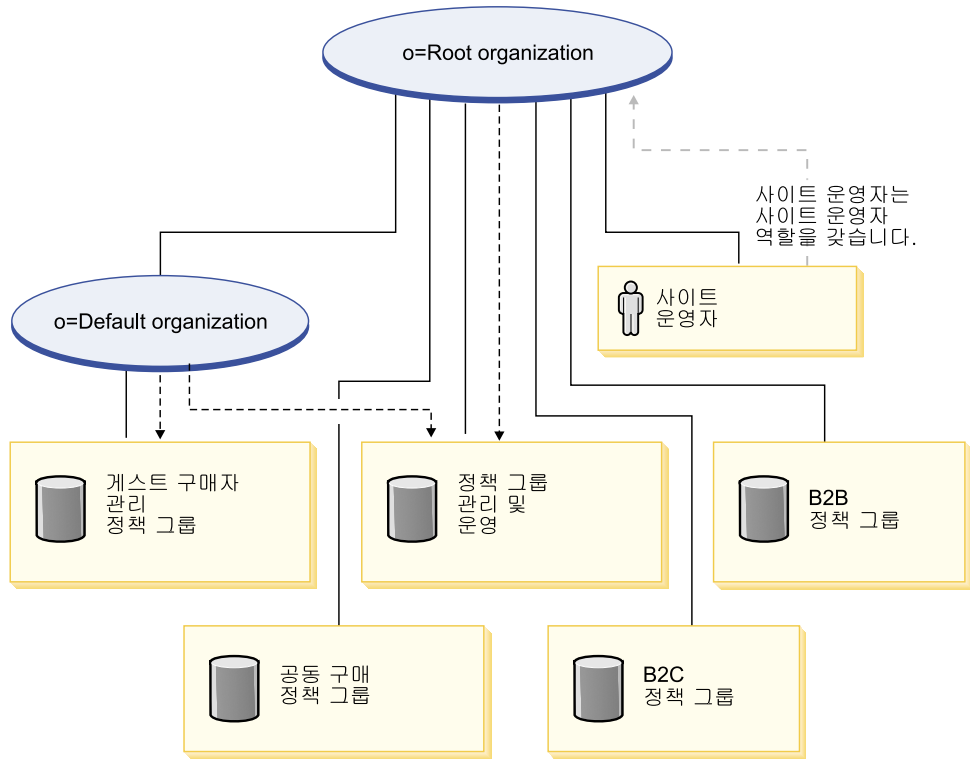 o=Root organization
사이트 운영자는
사이트 운영자
역할을 갖습니다.
사이트
운영자
o=Default organization
게스트 구매자
관리
정책 그룹
정책 그룹
관리 및
운영
B2B
정책 그룹
공동 구매
정책 그룹
B2C
정책 그룹